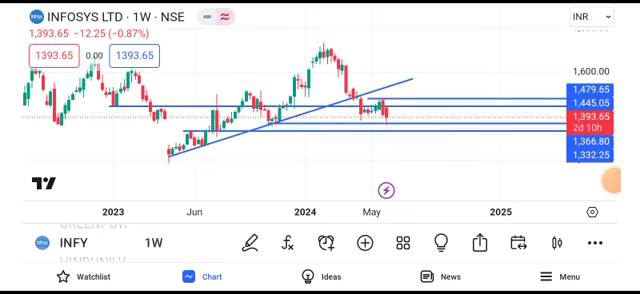 INFOSYS LTD · 1W · NSE
INR
1,393.65 −12.25 (−0.87%)
1393.65 0.00 1393.65
1,600.00
1,479.65
1,445.05
1,393.65
2d 10h
1,366.80
1,332.25
2023 Jun 2024 May 2025
GREENPOW
INFY 1W
HINDUNILV
Watchlist Chart Ideas News Menu